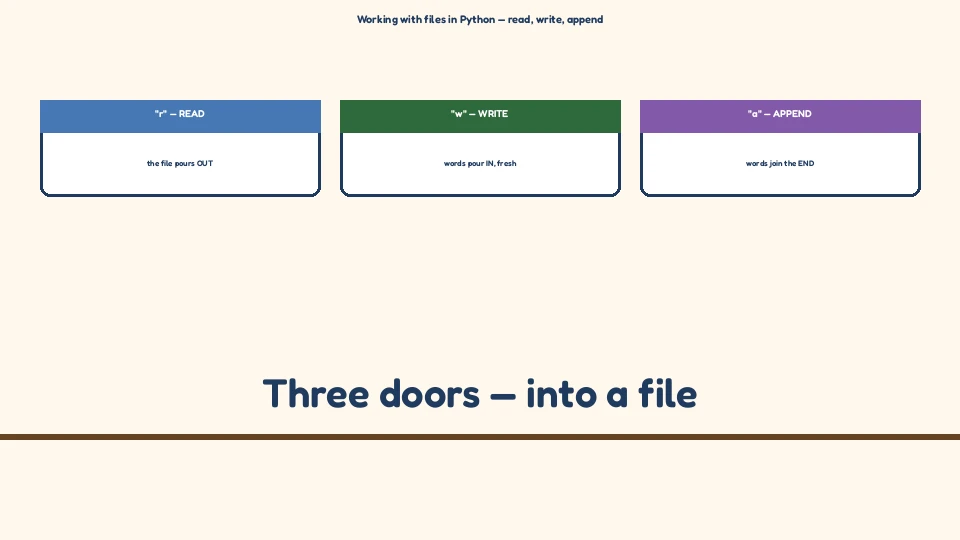 Working with files in Python — read, write, append
"r" — READ
the file pours OUT
"w" — WRITE
words pour IN, fresh
"a" — APPEND
words join the END
Three doors — into a file